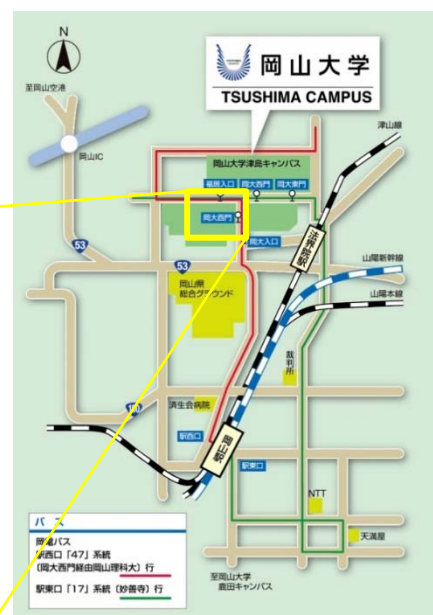 N
岡山大学
TSUSHIMA CAMPUS
至岡山空港
津山線
岡山IC
岡山大学津島キャンパス
福居入口
岡大西門
岡大東門
岡大西門
53
岡大入口
法界院駅
53
山陽新幹線
岡山県
総合グラウンド
山陽本線
裁判所
済生会病院
駅西口
岡山駅
駅東口
NTT
天満屋
バス
岡電バス
駅西口「47」系統
(岡大西門経由岡山理科大)行
駅東口「17」系統(妙善寺)行
至岡山大学
鹿田キャンパス